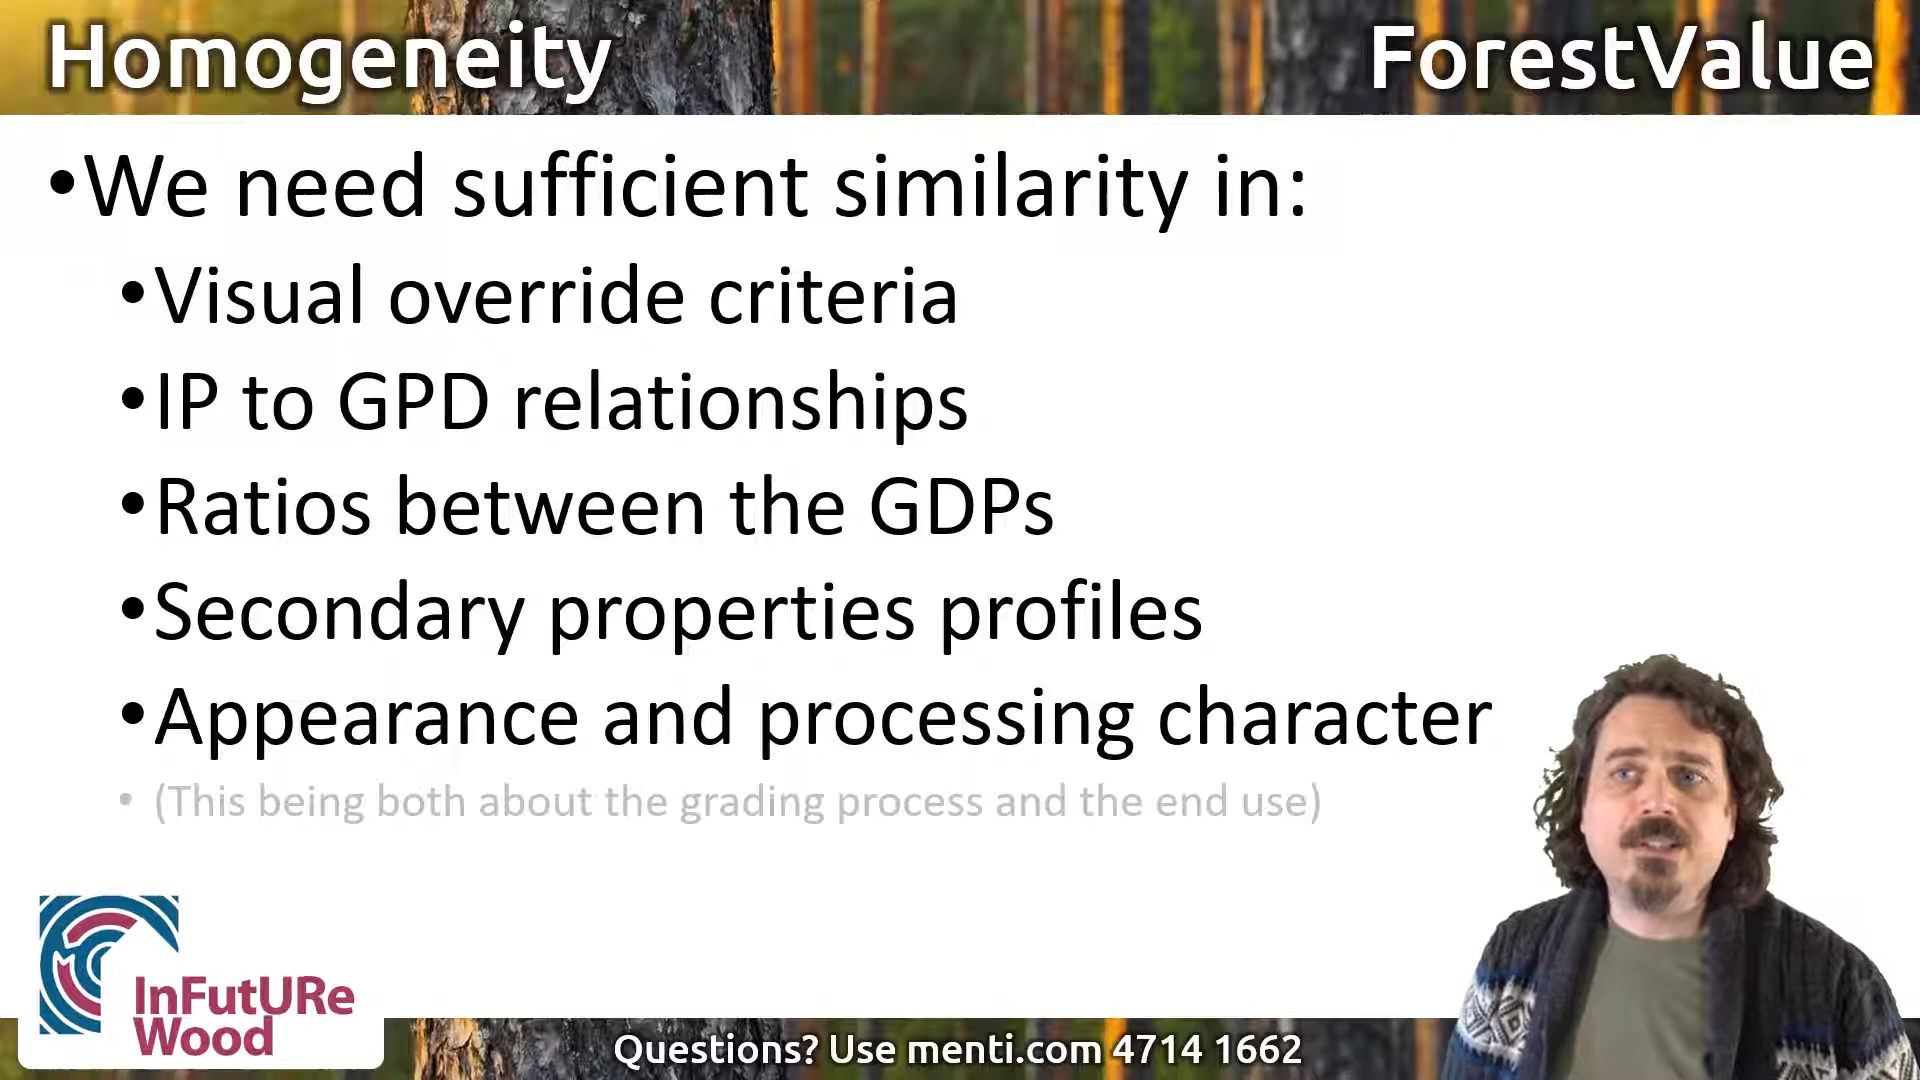 Homogeneity
ForestValue
•We need sufficient similarity in:
•Visual override criteria
•IP to GPD relationships
•Ratios between the GDPs
•Secondary properties profiles
•Appearance and processing character
• (This being both about the grading process and the end use)
InFutURe
Wood
Questions? Use menti.com 4714 1662